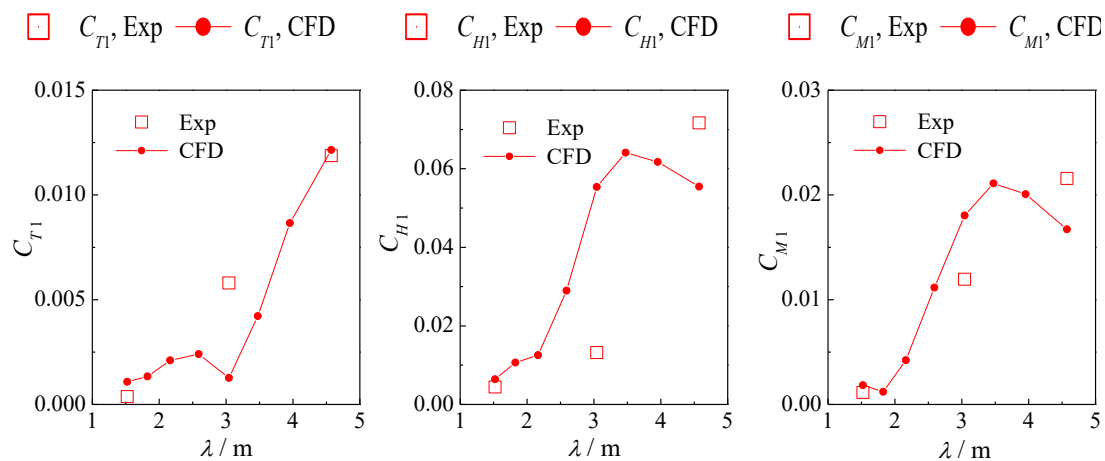 C_T1, Exp C_T1, CFD
C_H1, Exp C_H1, CFD
C_M1, Exp C_M1, CFD
0.015
0.010
0.005
0.000
C_T1
Exp
CFD
1 2 3 4 5
λ / m
0.08
0.06
0.04
0.02
0.00
C_H1
Exp
CFD
1 2 3 4 5
λ / m
0.03
0.02
0.01
0.00
C_M1
Exp
CFD
1 2 3 4 5
λ / m